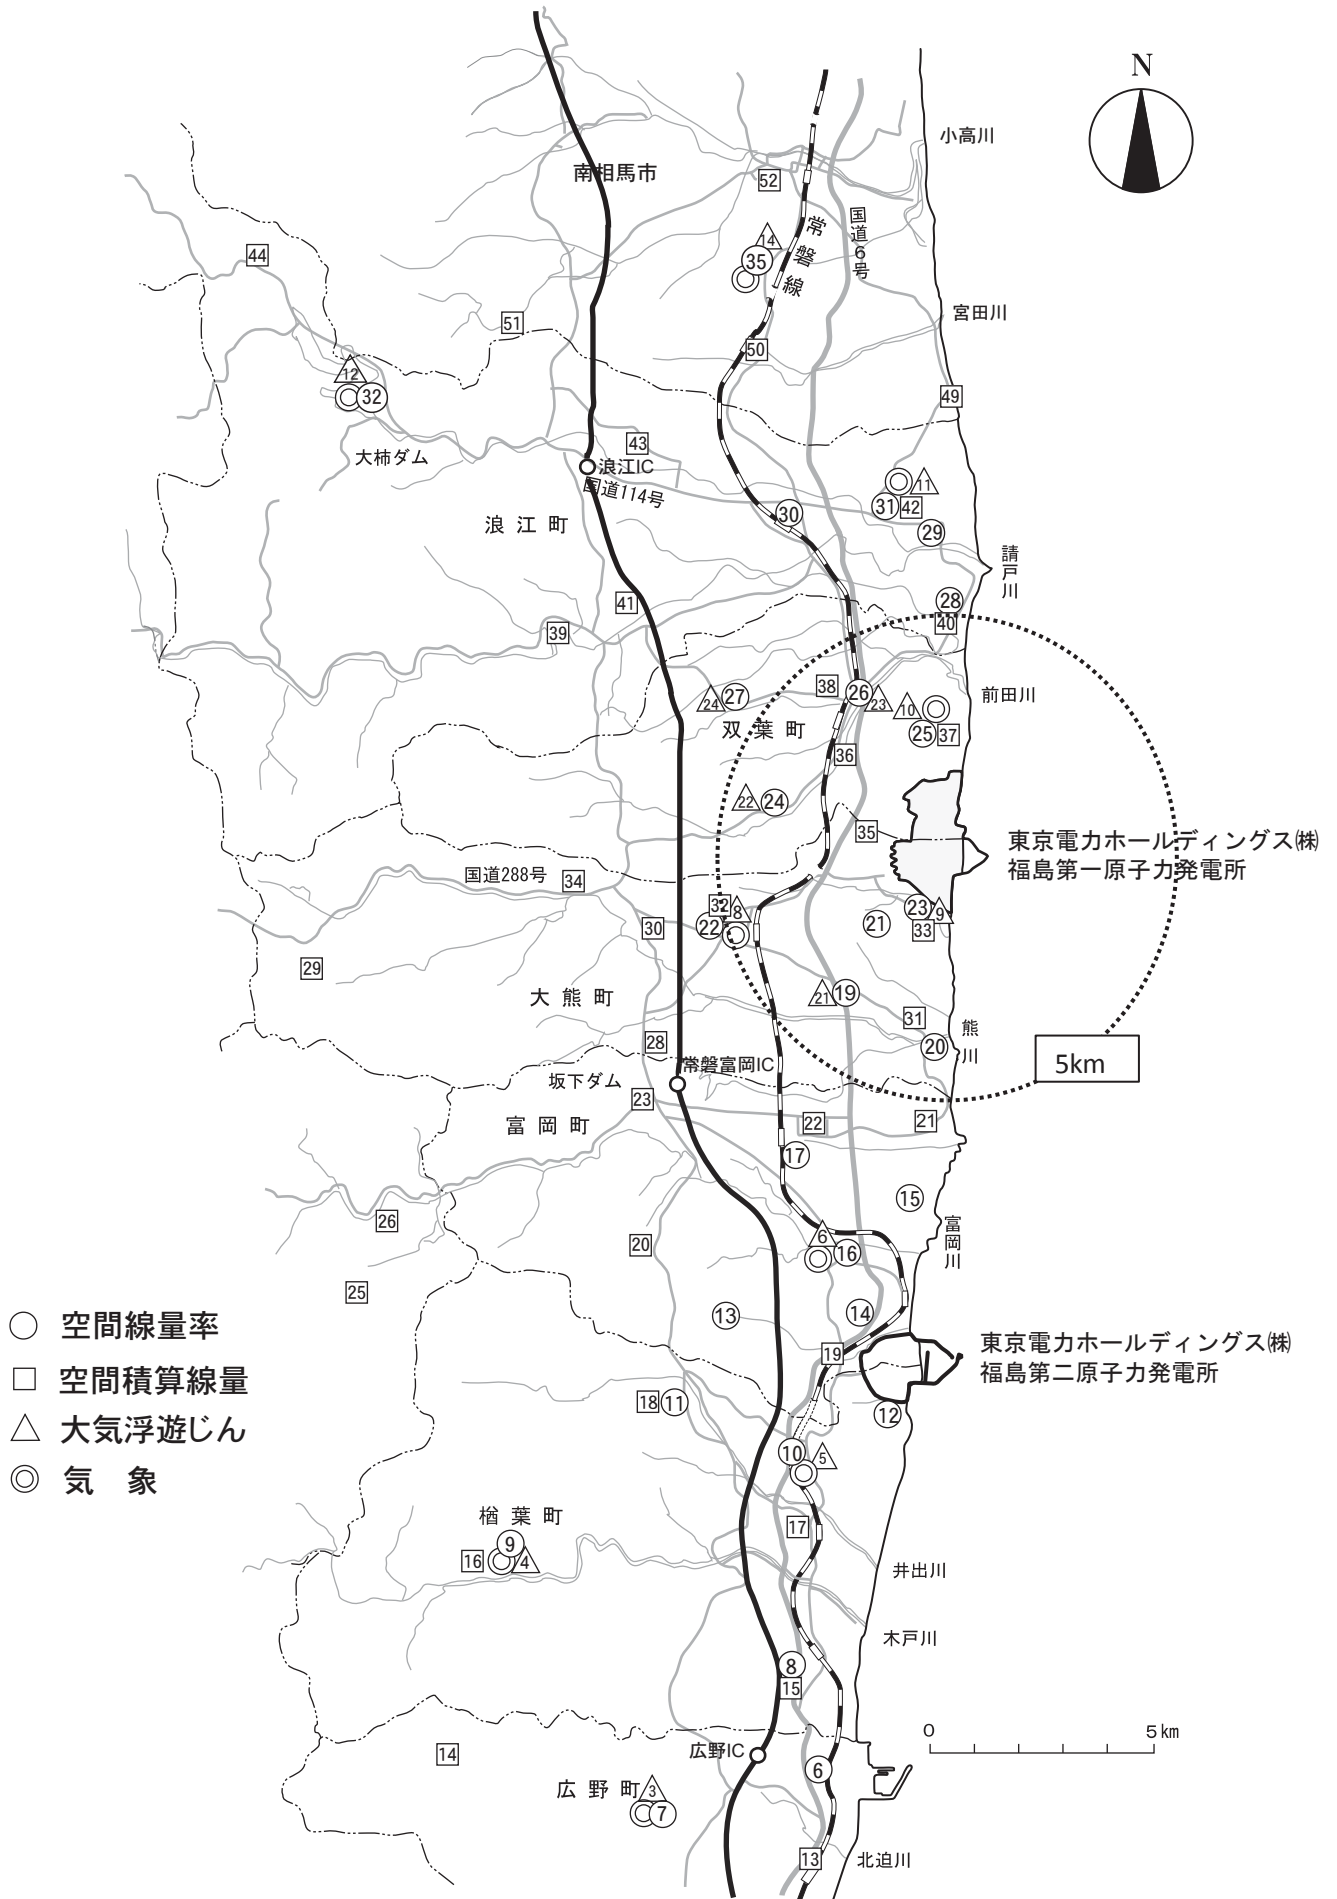 N
小高川
南相馬市
52
国道6号
14
常磐線
35
44
宮田川
51
50
12
32
49
43
大柿ダム
浪江IC
国道114号
11
31
42
30
浪江町
29
請戸川
28
41
40
39
38
26
24
27
23
10
前田川
双葉町
25
37
36
22
24
35
東京電力ホールディングス㈱
福島第一原子力発電所
国道288号
34
32
8
23
9
30
22
21
33
29
21
19
大熊町
31
熊川
28
20
5km
常磐富岡IC
坂下ダム
23
22
21
富岡町
17
15
26
富岡川
6
20
16
25
13
14
○ 空間線量率
19
東京電力ホールディングス㈱
福島第二原子力発電所
□ 空間積算線量
18
11
12
△ 大気浮遊じん
10
5
◎ 気象
楢葉町
17
9
16
4
井出川
木戸川
8
15
0
5km
広野IC
14
6
広野町
3
7
13
北迫川